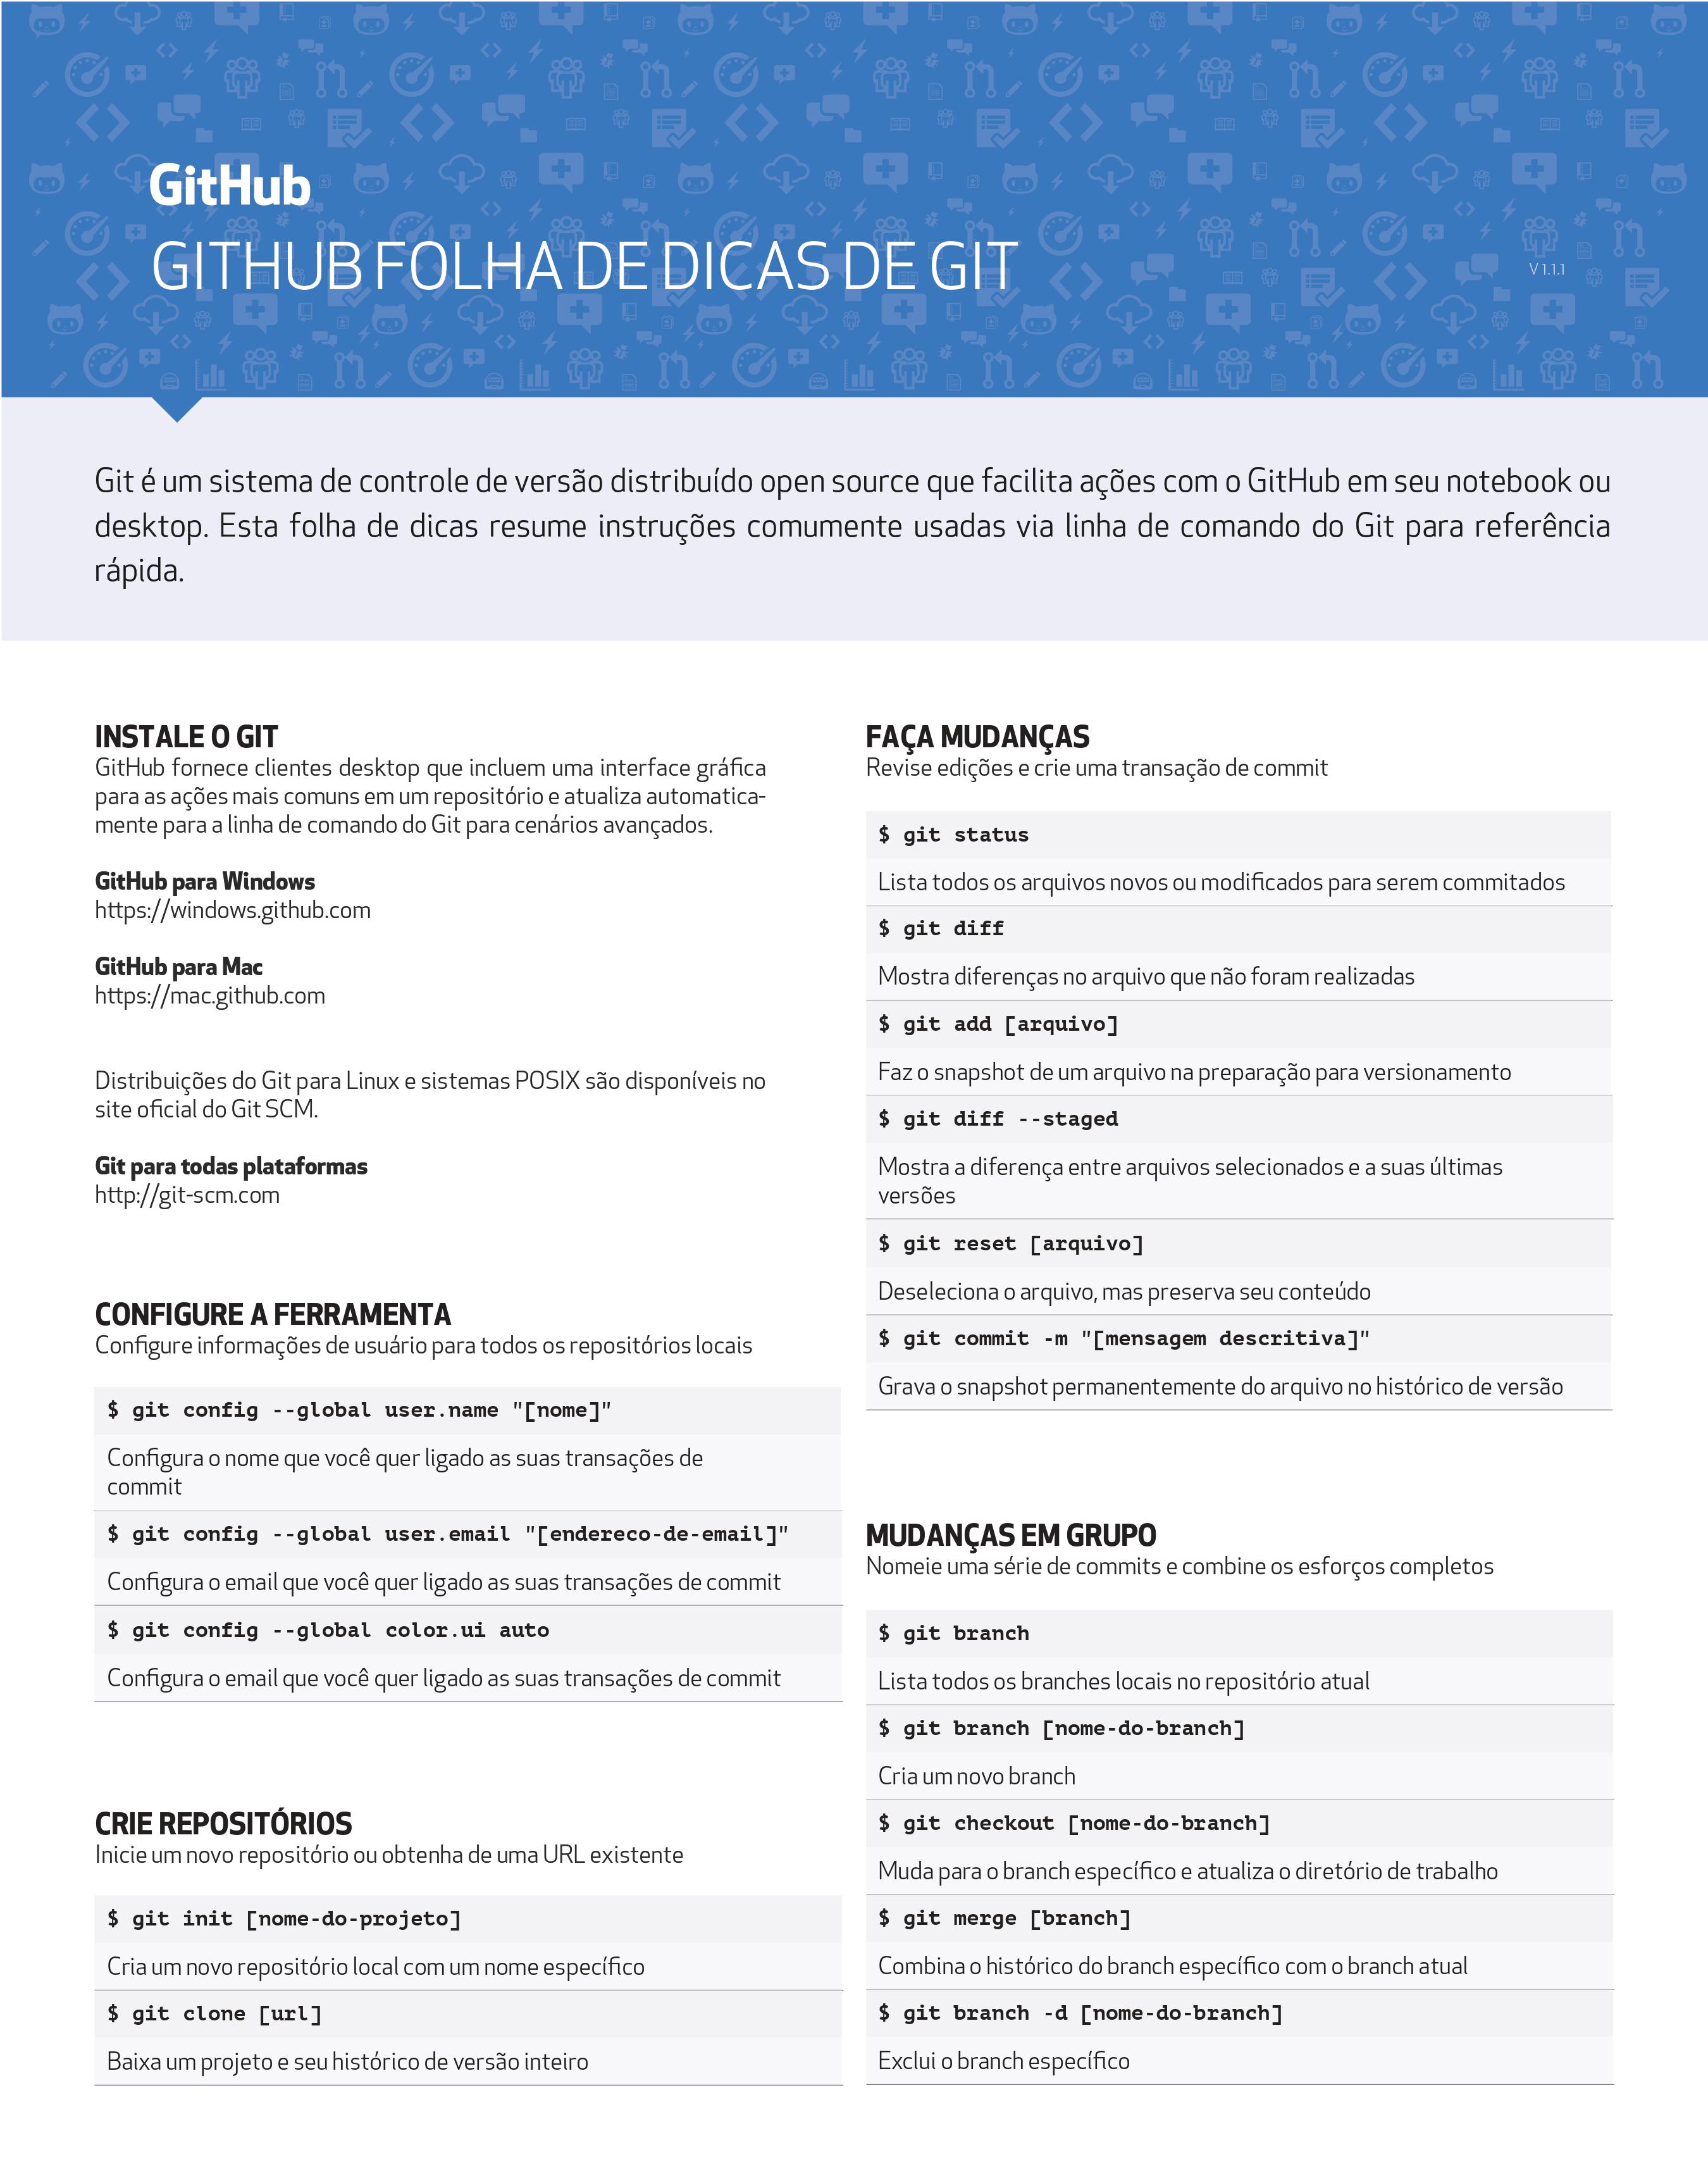 GitHub
GITHUB FOLHA DE DICAS DE GIT
V 1.1.1
Git é um sistema de controle de versão distribuído open source que facilita ações com o GitHub em seu notebook ou
desktop. Esta folha de dicas resume instruções comumente usadas via linha de comando do Git para referência
rápida.
INSTALE O GIT
GitHub fornece clientes desktop que incluem uma interface gráfica
para as ações mais comuns em um repositório e atualiza automatica-
mente para a linha de comando do Git para cenários avançados.
GitHub para Windows
https://windows.github.com
GitHub para Mac
https://mac.github.com
Distribuições do Git para Linux e sistemas POSIX são disponíveis no
site oficial do Git SCM.
Git para todas plataformas
http://git-scm.com
CONFIGURE A FERRAMENTA
Configure informações de usuário para todos os repositórios locais
$ git config --global user.name "[nome]"
Configura o nome que você quer ligado as suas transações de
commit
$ git config --global user.email "[endereco-de-email]"
Configura o email que você quer ligado as suas transações de commit
$ git config --global color.ui auto
Configura o email que você quer ligado as suas transações de commit
CRIE REPOSITÓRIOS
Inicie um novo repositório ou obtenha de uma URL existente
$ git init [nome-do-projeto]
Cria um novo repositório local com um nome específico
$ git clone [url]
Baixa um projeto e seu histórico de versão inteiro
FAÇA MUDANÇAS
Revise edições e crie uma transação de commit
$ git status
Lista todos os arquivos novos ou modificados para serem commitados
$ git diff
Mostra diferenças no arquivo que não foram realizadas
$ git add [arquivo]
Faz o snapshot de um arquivo na preparação para versionamento
$ git diff --staged
Mostra a diferença entre arquivos selecionados e a suas últimas
versões
$ git reset [arquivo]
Deseleciona o arquivo, mas preserva seu conteúdo
$ git commit -m "[mensagem descritiva]"
Grava o snapshot permanentemente do arquivo no histórico de versão
MUDANÇAS EM GRUPO
Nomeie uma série de commits e combine os esforços completos
$ git branch
Lista todos os branches locais no repositório atual
$ git branch [nome-do-branch]
Cria um novo branch
$ git checkout [nome-do-branch]
Muda para o branch específico e atualiza o diretório de trabalho
$ git merge [branch]
Combina o histórico do branch específico com o branch atual
$ git branch -d [nome-do-branch]
Exclui o branch específico